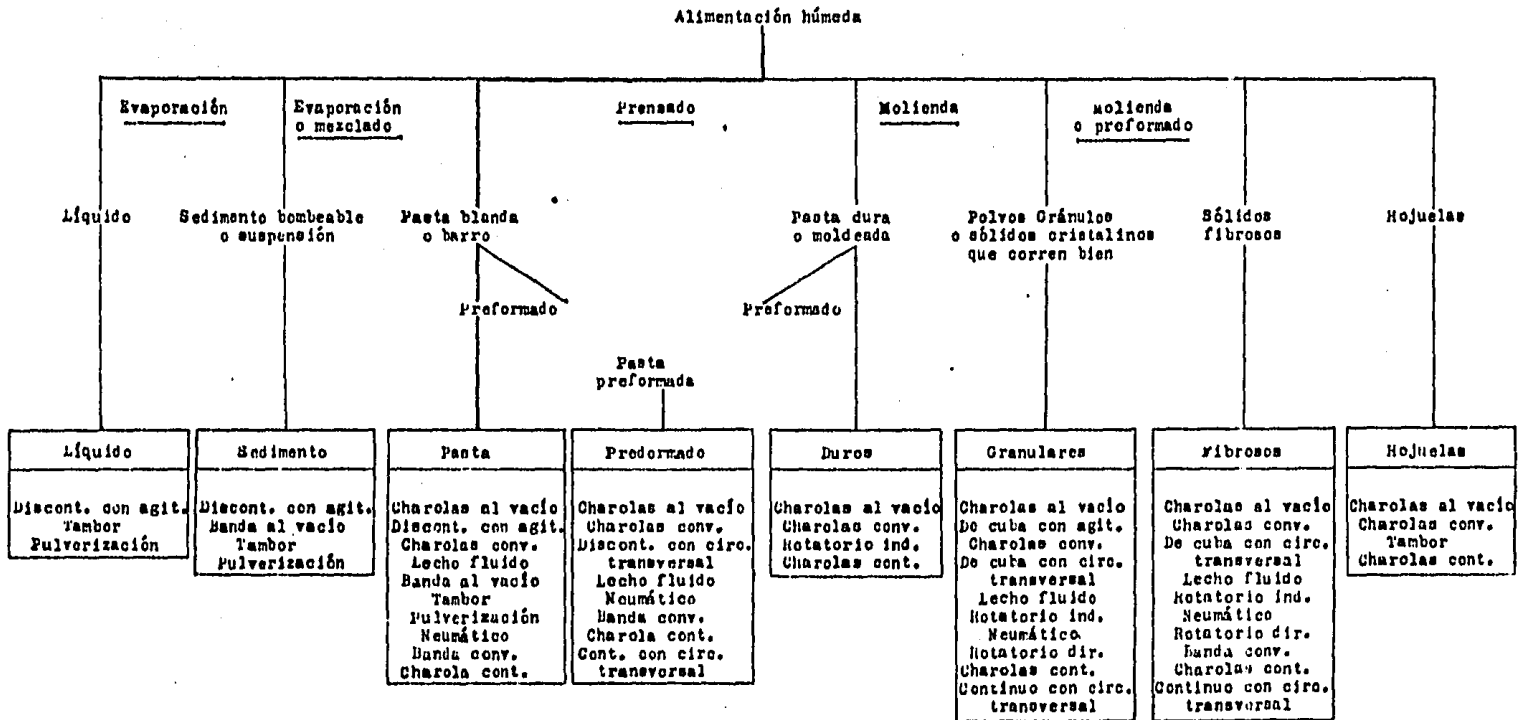 Alimentación húmeda
Evaporación
Evaporación
o mezclado
Prensado
Molienda
Molienda
o preformado
Líquido
Sedimento bombeable
o suspensión
Pasta blanda
o barro
Pasta dura
o moldeada
Polvos Gránulos
o sólidos cristalinos
que corren bien
Sólidos
fibrosos
Hojuelas
Preformado
Preformado
Pasta
preformada
Líquido
Discont. con agit.
Tambor
Pulverización
Sedimento
Discont. con agit.
Banda al vacío
Tambor
Pulverización
Pasta
Charolas al vacío
Discont. con agit.
Charolas conv.
Lecho fluido
Banda al vacío
Tambor
Pulverización
Neumático
Banda conv.
Charola cont.
Predormado
Charolas al vacío
Charolas conv.
Discont. con circ.
transversal
Lecho fluido
Neumático
Banda conv.
Charola cont.
Cont. con circ.
transversal
Duros
Charolas al vacío
Charolas conv.
Rotatorio ind.
Charolas cont.
Granulares
Charolas al vacío
De cuba con agit.
Charolas conv.
De cuba con circ.
transversal
Lecho fluido
Rotatorio ind.
Neumático
Rotatorio dir.
Charolas cont.
Continuo con circ.
transversal
Fibrosos
Charolas al vacío
Charolas conv.
De cuba con circ.
transversal
Lecho fluido
Rotatorio ind.
Neumático
Rotatorio dir.
Banda conv.
Charolas cont.
Continuo con circ.
transversal
Hojuelas
Charolas al vacío
Charolas conv.
Tambor
Charolas cont.